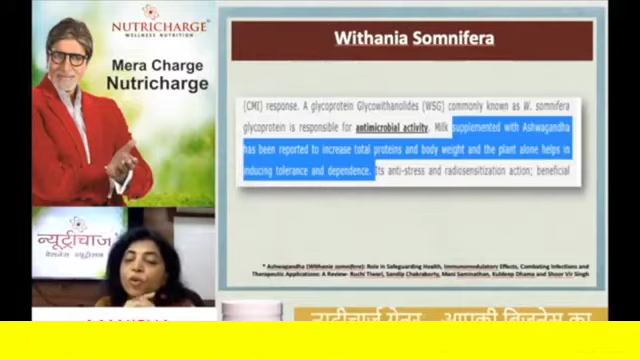 NUTRICHARGE
WELLNESS NUTRITION
Mera Charge
Nutricharge
Withania Somnifera
(CMI) response. A glycoprotein Glycowithanolides (WSG) commonly known as W. somnifera
glycoprotein is responsible for antimicrobial activity. Milk supplemented with Ashwagandha
has been reported to increase total proteins and body weight and the plant alone helps in
inducing tolerance and dependence. Its anti-stress and radiosensitization action; beneficial
* Ashwagandha (Withania somnifera): Role in Safeguarding Health, Immunomodulatory Effects, Combating Infections and
Therapeutic Applications: A Review- Ruchi Tiwari, Sandip Chakraborty, Mani Saminathan, Kuldeep Dhama and Shoor Vir Singh
न्यूट्रीचार्ज
वेलनेस न्यूट्रीशन
आपकी बिज़नेस का